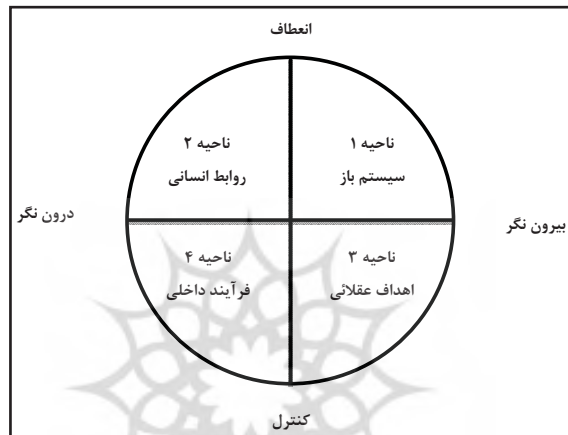 انعطاف
ناحیه ۱
سیستم باز
ناحیه ۲
روابط انسانی
بیرون نگر
درون نگر
ناحیه ۳
اهداف عقلائی
ناحیه ۴
فرآیند داخلی
کنترل